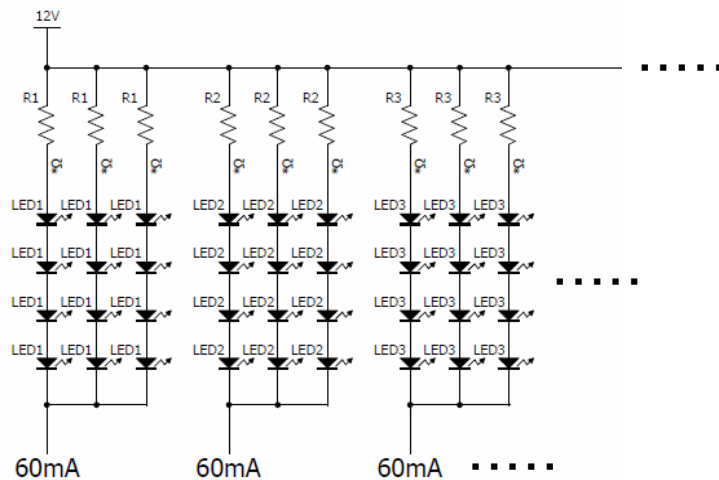 12V
R1 R1 R1 R2 R2 R2 R3 R3 R3
*Ω *Ω *Ω *Ω *Ω *Ω *Ω *Ω *Ω
LED1 LED1 LED1 LED2 LED2 LED2 LED3 LED3 LED3
LED1 LED1 LED1 LED2 LED2 LED2 LED3 LED3 LED3
LED1 LED1 LED1 LED2 LED2 LED2 LED3 LED3 LED3
LED1 LED1 LED1 LED2 LED2 LED2 LED3 LED3 LED3
60mA 60mA 60mA